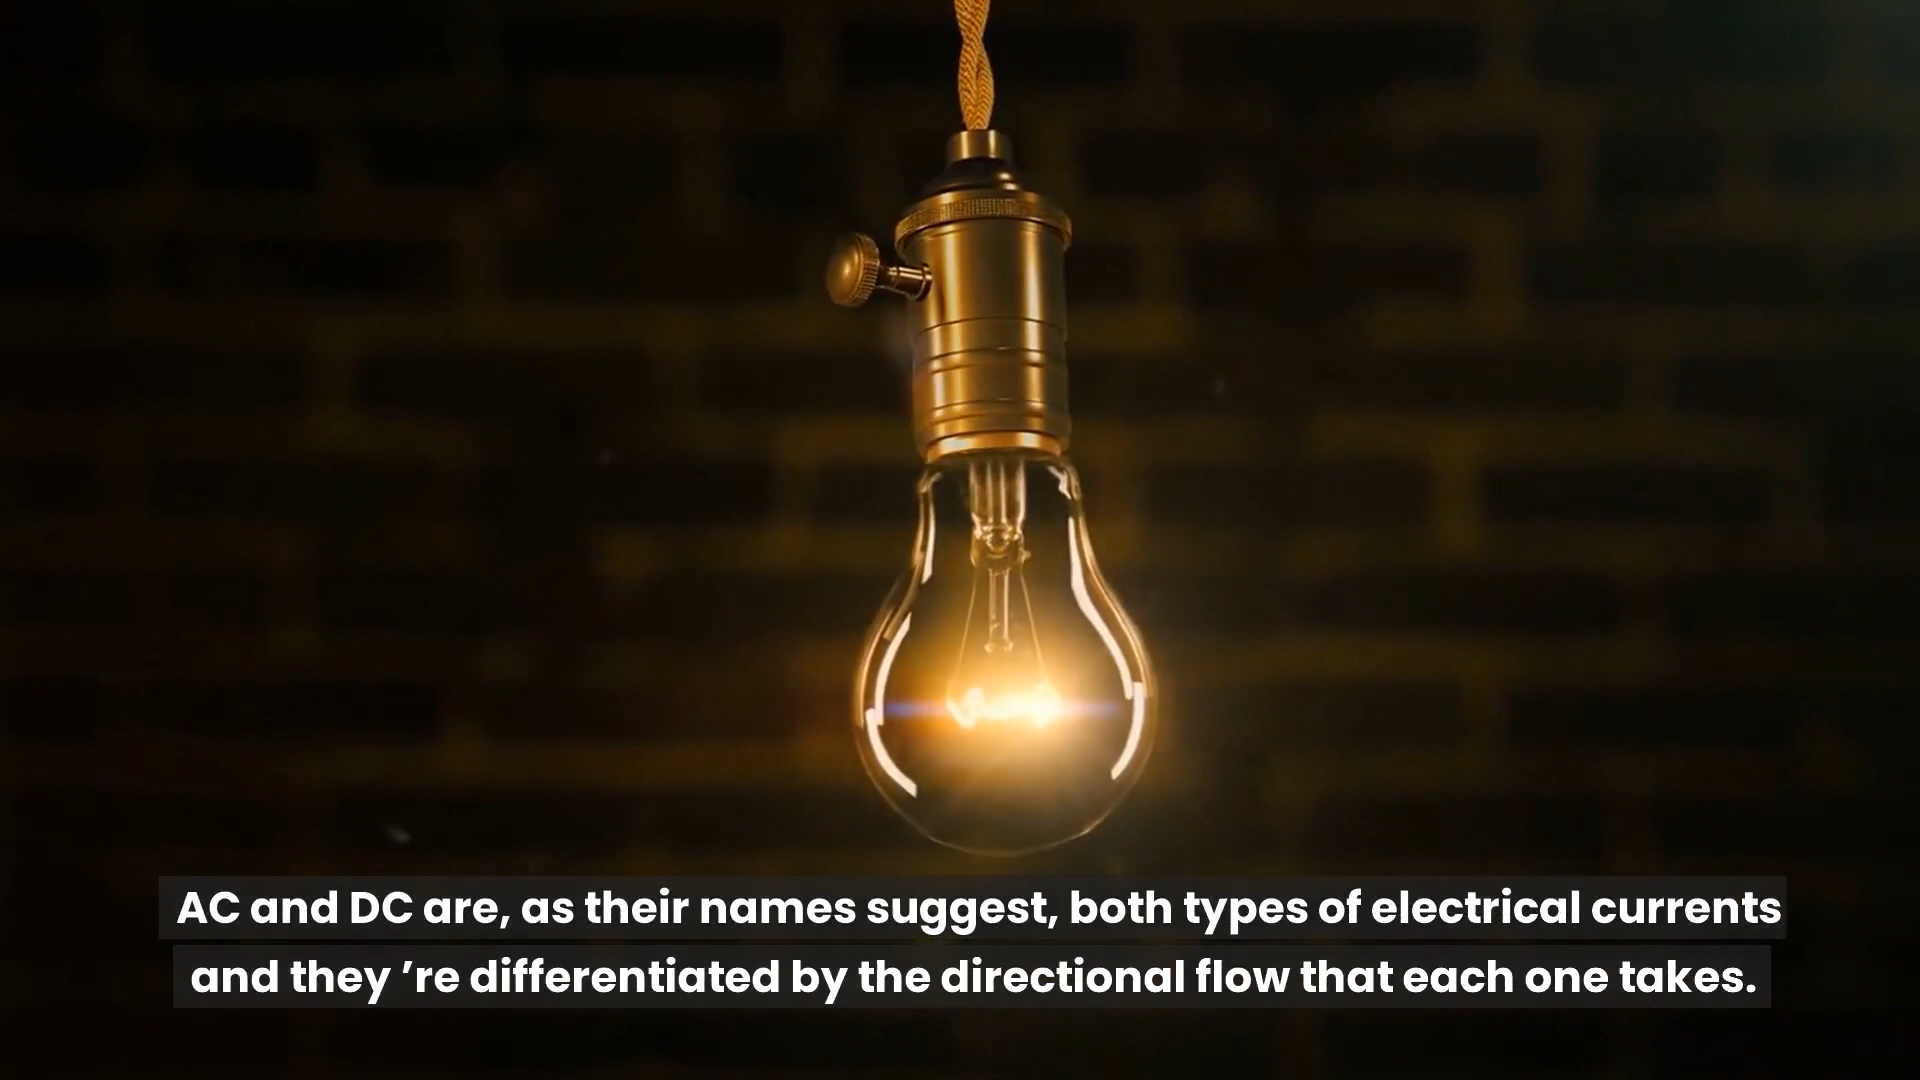 AC and DC are, as their names suggest, both types of electrical currents
and they ’re differentiated by the directional flow that each one takes.